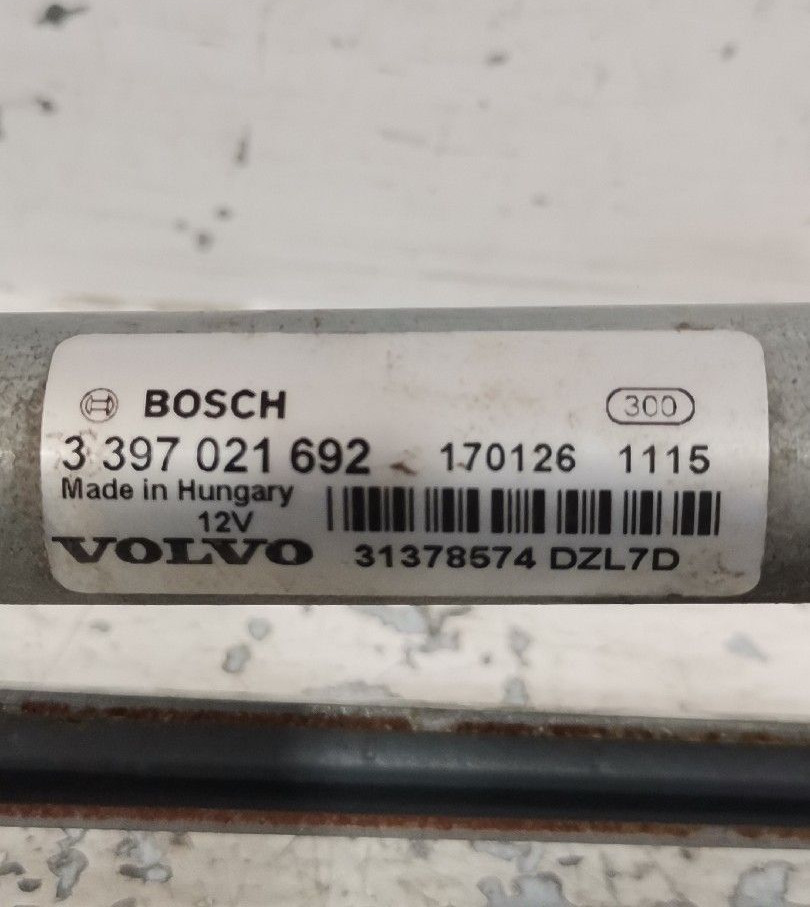 BOSCH 300
3 397 021 692 170126 1115
Made in Hungary
12V
VOLVO 31378574 DZL7D